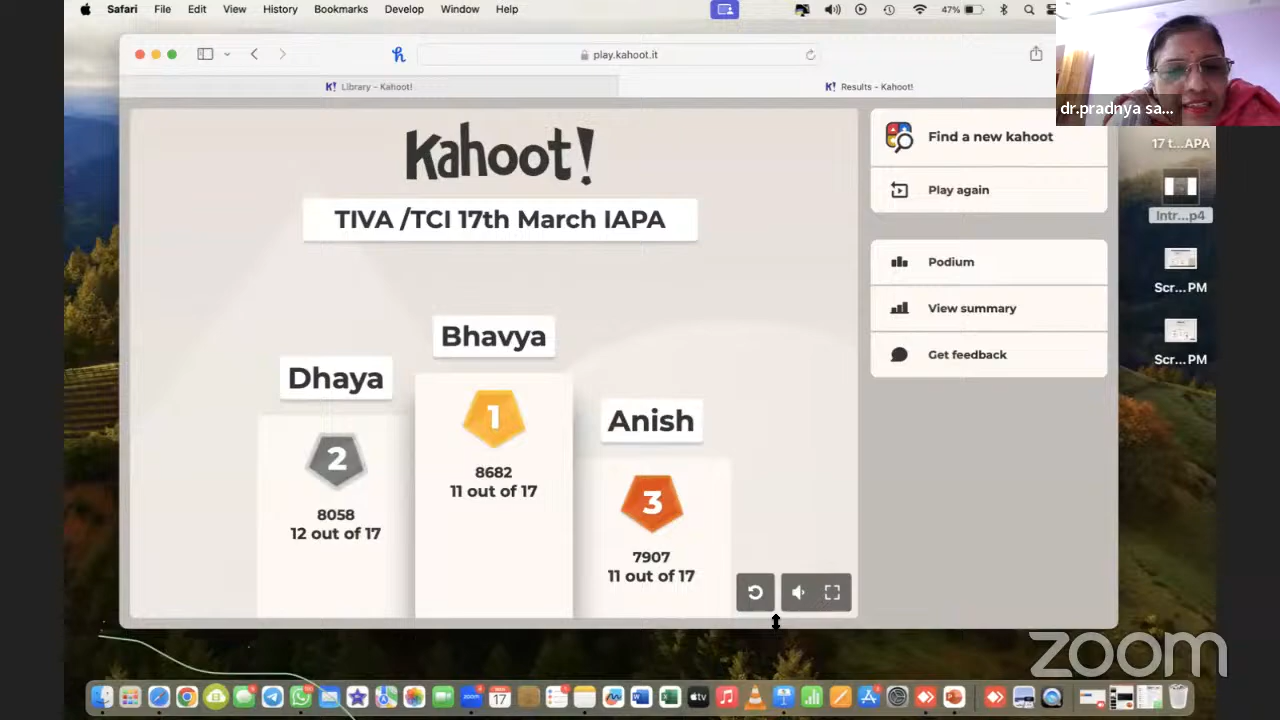 Safari File Edit View History Bookmarks Develop Window Help 47%
play.kahoot.it
K! Library – Kahoot!
K! Results – Kahoot!
dr.pradnya sa...
Kahoot!
TIVA /TCI 17th March IAPA
Find a new kahoot
Play again
Podium
View summary
Get feedback
17 t...APA
Intr...p4
Scr...PM
Scr...PM
Bhavya
1
8682
11 out of 17
Dhaya
2
8058
12 out of 17
Anish
3
7907
11 out of 17
zoom
MAR
17
tv